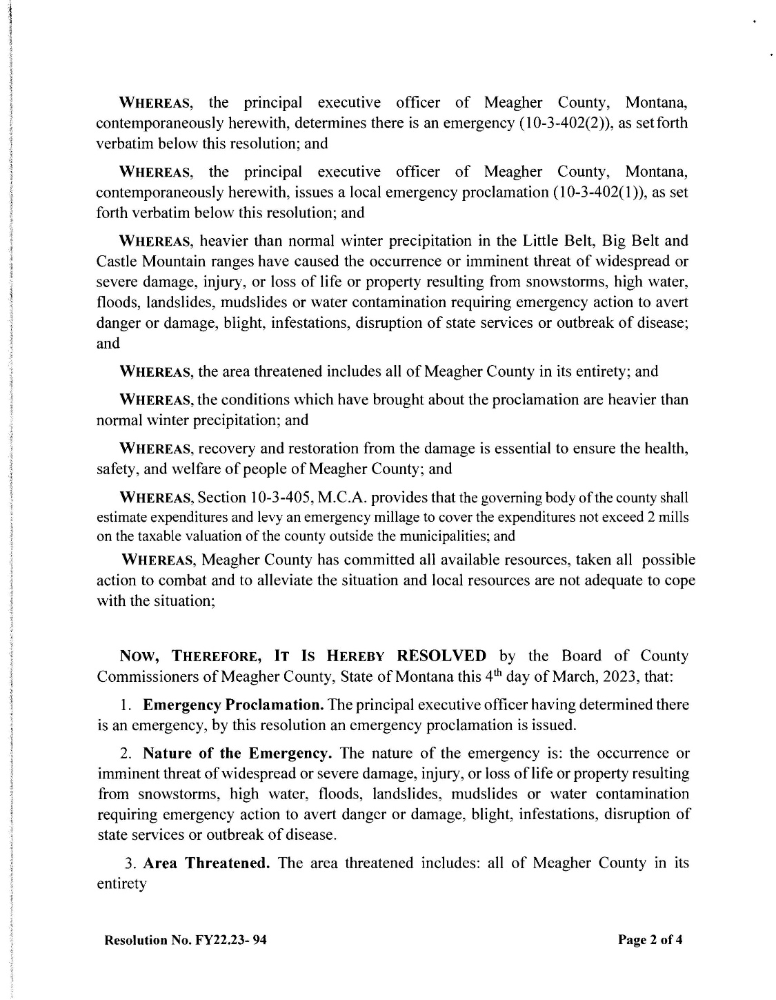 WHEREAS, the principal executive officer of Meagher County, Montana,
contemporaneously herewith, determines there is an emergency (10-3-402(2)), as set forth
verbatim below this resolution; and
WHEREAS, the principal executive officer of Meagher County, Montana,
contemporaneously herewith, issues a local emergency proclamation (10-3-402(1)), as set
forth verbatim below this resolution; and
WHEREAS, heavier than normal winter precipitation in the Little Belt, Big Belt and
Castle Mountain ranges have caused the occurrence or imminent threat of widespread or
severe damage, injury, or loss of life or property resulting from snowstorms, high water,
floods, landslides, mudslides or water contamination requiring emergency action to avert
danger or damage, blight, infestations, disruption of state services or outbreak of disease;
and
WHEREAS, the area threatened includes all of Meagher County in its entirety; and
WHEREAS, the conditions which have brought about the proclamation are heavier than
normal winter precipitation; and
WHEREAS, recovery and restoration from the damage is essential to ensure the health,
safety, and welfare of people of Meagher County; and
WHEREAS, Section 10-3-405, M.C.A. provides that the governing body of the county shall
estimate expenditures and levy an emergency millage to cover the expenditures not exceed 2 mills
on the taxable valuation of the county outside the municipalities; and
WHEREAS, Meagher County has committed all available resources, taken all possible
action to combat and to alleviate the situation and local resources are not adequate to cope
with the situation;
NOW, THEREFORE, IT IS HEREBY RESOLVED by the Board of County
Commissioners of Meagher County, State of Montana this 4th day of March, 2023, that:
1. Emergency Proclamation. The principal executive officer having determined there
is an emergency, by this resolution an emergency proclamation is issued.
2. Nature of the Emergency. The nature of the emergency is: the occurrence or
imminent threat of widespread or severe damage, injury, or loss of life or property resulting
from snowstorms, high water, floods, landslides, mudslides or water contamination
requiring emergency action to avert danger or damage, blight, infestations, disruption of
state services or outbreak of disease.
3. Area Threatened. The area threatened includes: all of Meagher County in its
entirety
Resolution No. FY22.23- 94
Page 2 of 4